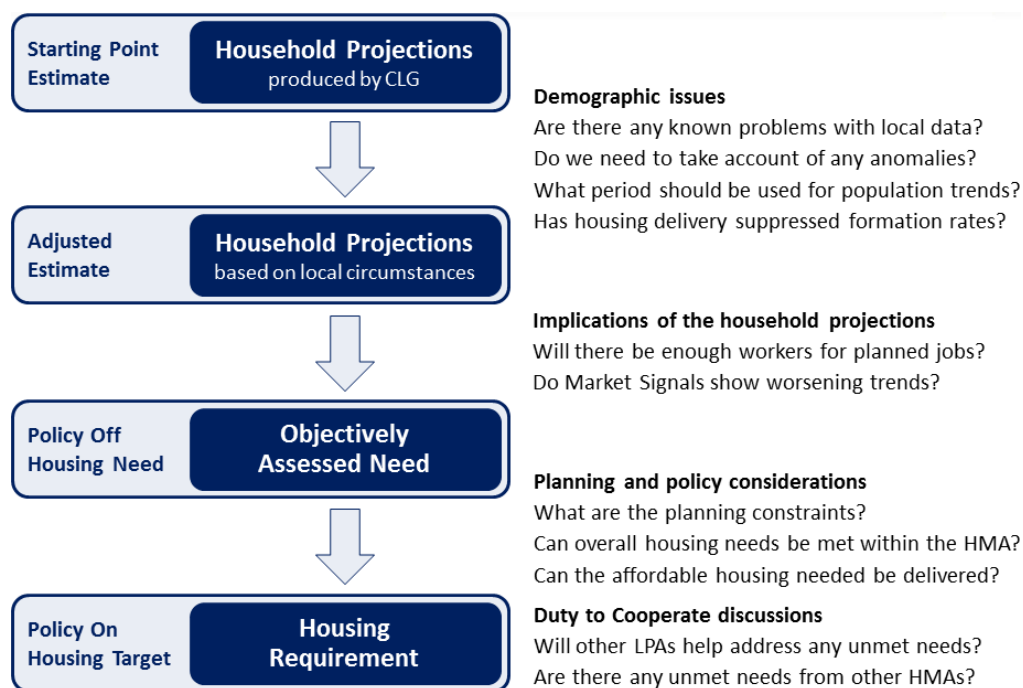 Starting Point
Estimate
Household Projections
produced by CLG
Demographic issues
Are there any known problems with local data?
Do we need to take account of any anomalies?
What period should be used for population trends?
Has housing delivery suppressed formation rates?
Adjusted
Estimate
Household Projections
based on local circumstances
Implications of the household projections
Will there be enough workers for planned jobs?
Do Market Signals show worsening trends?
Policy Off
Housing Need
Objectively
Assessed Need
Planning and policy considerations
What are the planning constraints?
Can overall housing needs be met within the HMA?
Can the affordable housing needed be delivered?
Policy On
Housing Target
Housing
Requirement
Duty to Cooperate discussions
Will other LPAs help address any unmet needs?
Are there any unmet needs from other HMAs?